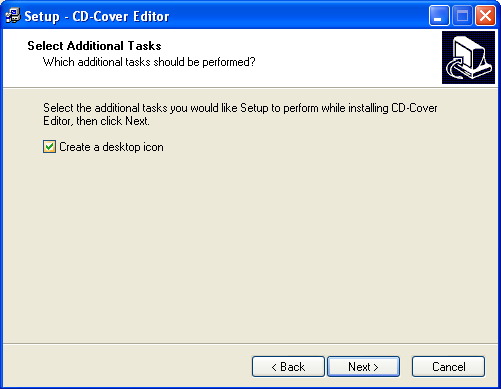 Setup - CD-Cover Editor
Select Additional Tasks
Which additional tasks should be performed?
Select the additional tasks you would like Setup to perform while installing CD-Cover
Editor, then click Next.
Create a desktop icon
< Back
Next >
Cancel